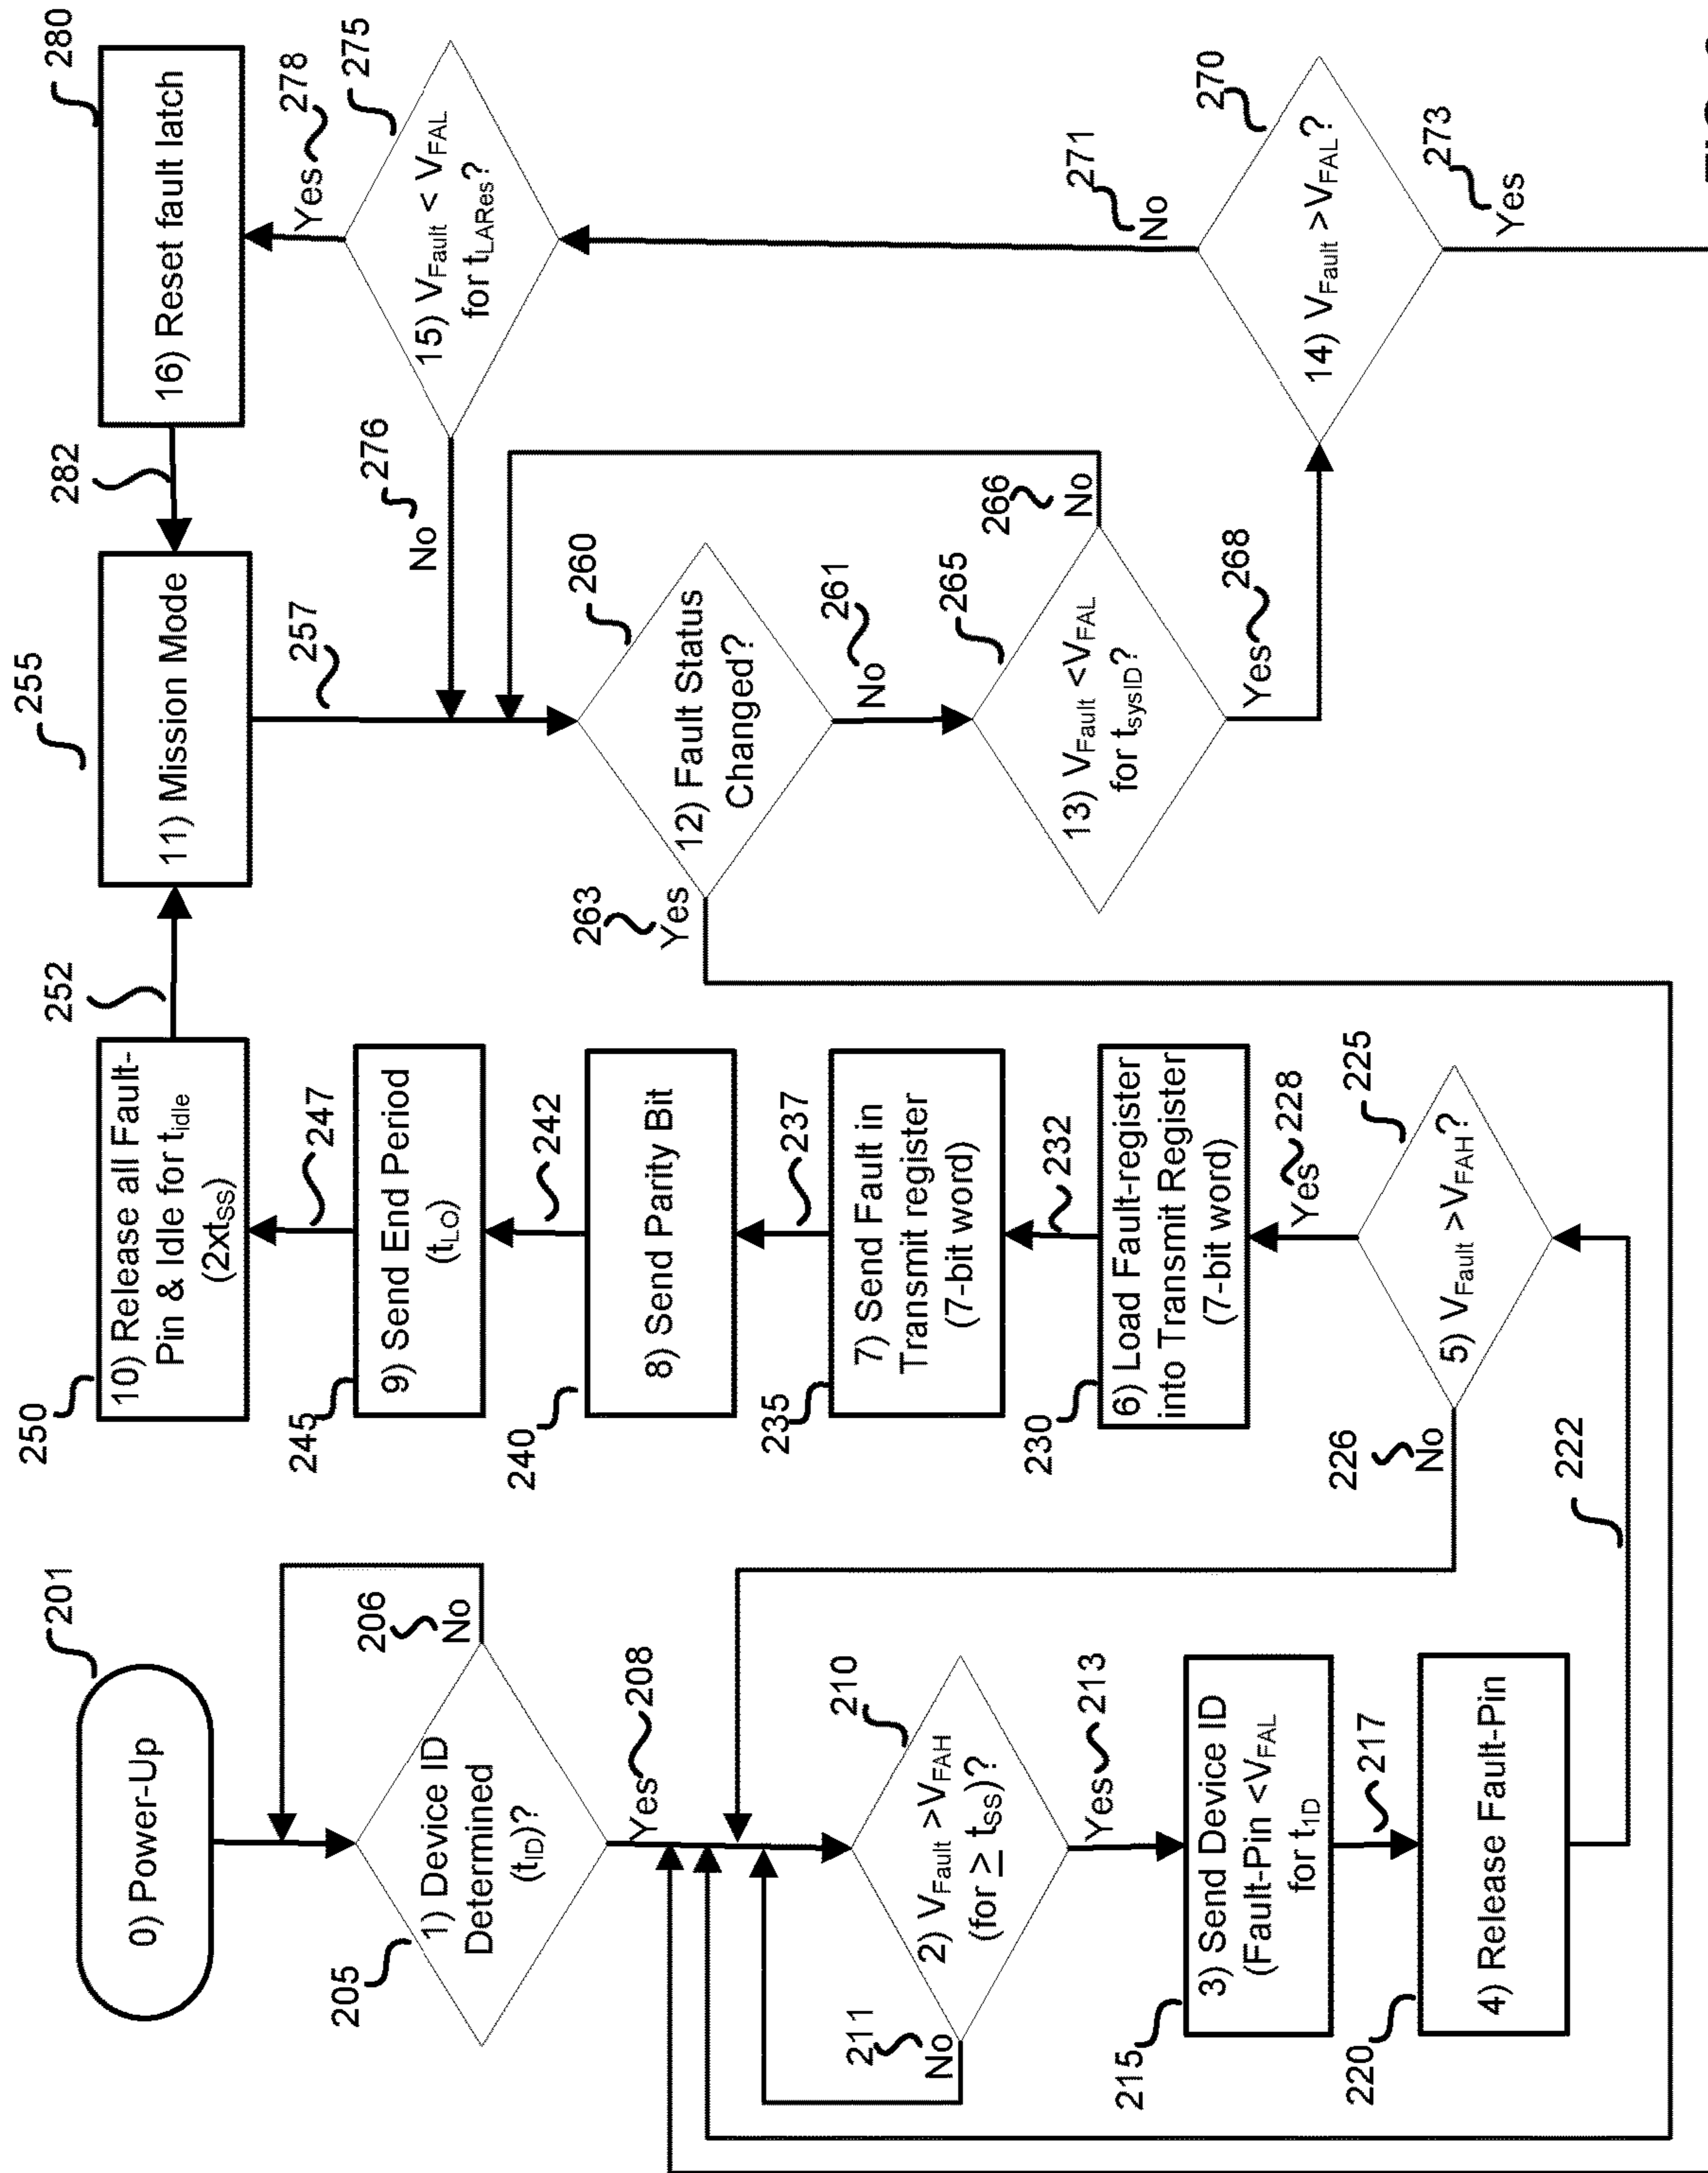 201
0) Power-Up
206
No
205
1) Device ID
Determined
(tID)?
Yes
208
210
2) VFault >VFAH
(for ≥ tSS)?
211
No
Yes
213
215
3) Send Device ID
(Fault-Pin <VFAL
for t1D
217
220
4) Release Fault-Pin
222
225
5) VFault >VFAH?
226
No
Yes
228
230
6) Load Fault-register
into Transmit Register
(7-bit word)
232
235
7) Send Fault in
Transmit register
(7-bit word)
237
240
8) Send Parity Bit
242
245
9) Send End Period
(tLO)
247
250
10) Release all Fault-
Pin & Idle for tidle
(2xtSS)
252
255
11) Mission Mode
257
260
12) Fault Status
Changed?
263
Yes
No
261
265
13) VFault <VFAL
for tsysID?
266
No
Yes
268
270
14) VFault >VFAL?
271
No
273
Yes
275
15) VFault < VFAL
for tLARes?
276
No
Yes
278
280
16) Reset fault latch
282